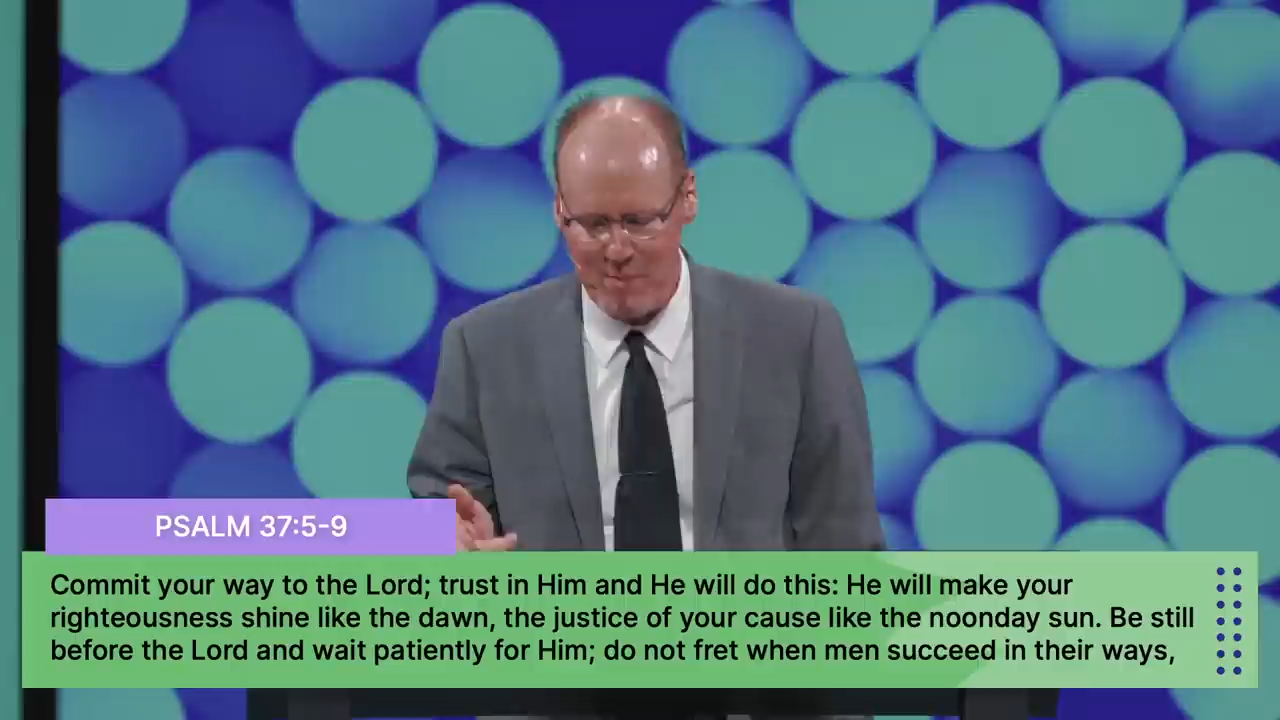 PSALM 37:5-9
Commit your way to the Lord; trust in Him and He will do this: He will make your
righteousness shine like the dawn, the justice of your cause like the noonday sun. Be still
before the Lord and wait patiently for Him; do not fret when men succeed in their ways,